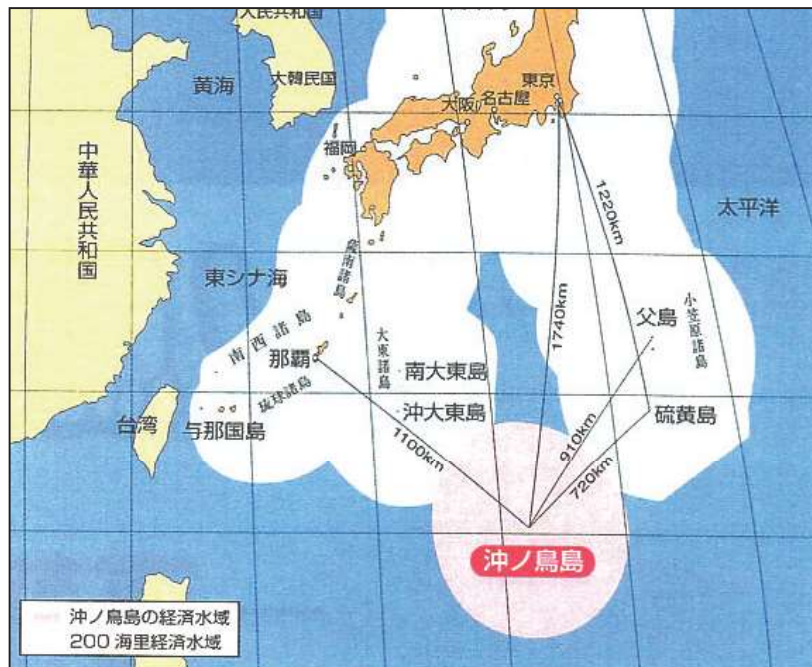 人民共和国
大韓民国
黄海
東京
名古屋
大阪
福岡
中華人民共和国
太平洋
1220km
東シナ海
薩南諸島
1740km
小笠原諸島
父島
南西諸島
那覇
大東諸島
南大東島
琉球諸島
沖大東島
硫黄島
台湾
与那国島
1100km
910km
720km
沖ノ鳥島
沖ノ鳥島の経済水域
200海里経済水域